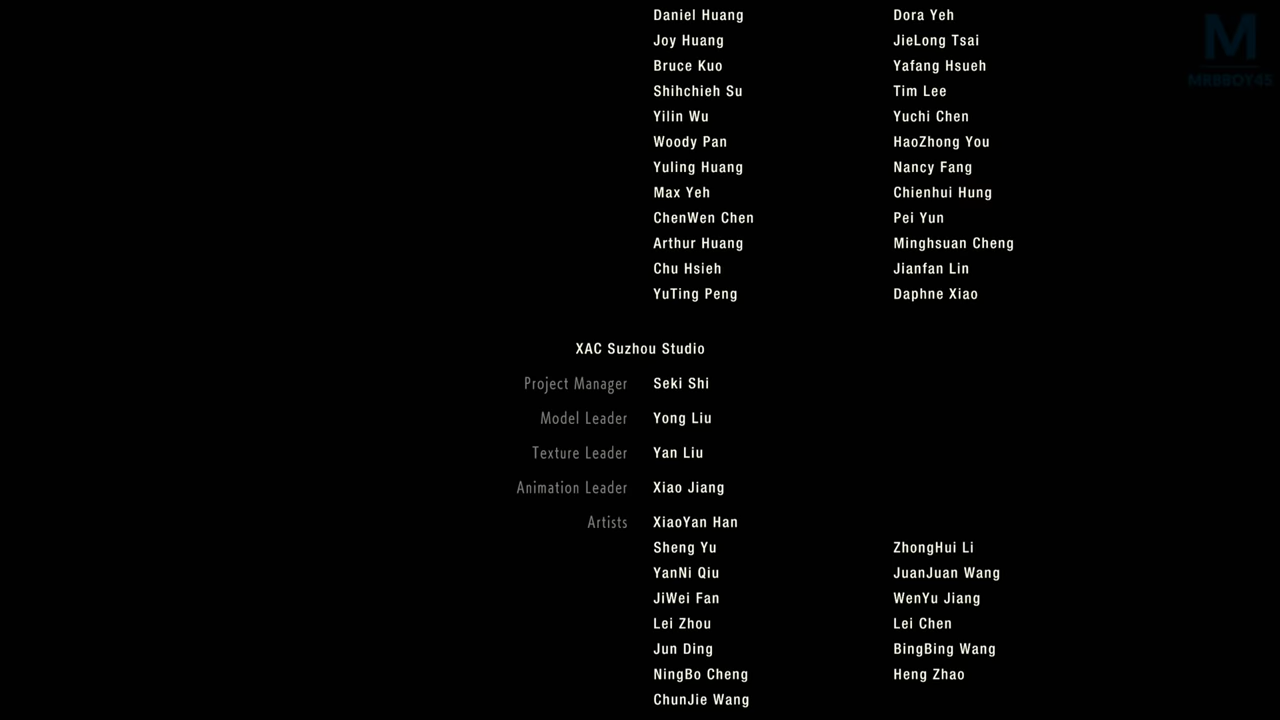 Daniel Huang Dora Yeh
Joy Huang JieLong Tsai
Bruce Kuo Yafang Hsueh
Shihchieh Su Tim Lee
Yilin Wu Yuchi Chen
Woody Pan HaoZhong You
Yuling Huang Nancy Fang
Max Yeh Chienhui Hung
ChenWen Chen Pei Yun
Arthur Huang Minghsuan Cheng
Chu Hsieh Jianfan Lin
YuTing Peng Daphne Xiao
XAC Suzhou Studio
Project Manager Seki Shi
Model Leader Yong Liu
Texture Leader Yan Liu
Animation Leader Xiao Jiang
Artists XiaoYan Han
Sheng Yu ZhongHui Li
YanNi Qiu JuanJuan Wang
JiWei Fan WenYu Jiang
Lei Zhou Lei Chen
Jun Ding BingBing Wang
NingBo Cheng Heng Zhao
ChunJie Wang
M